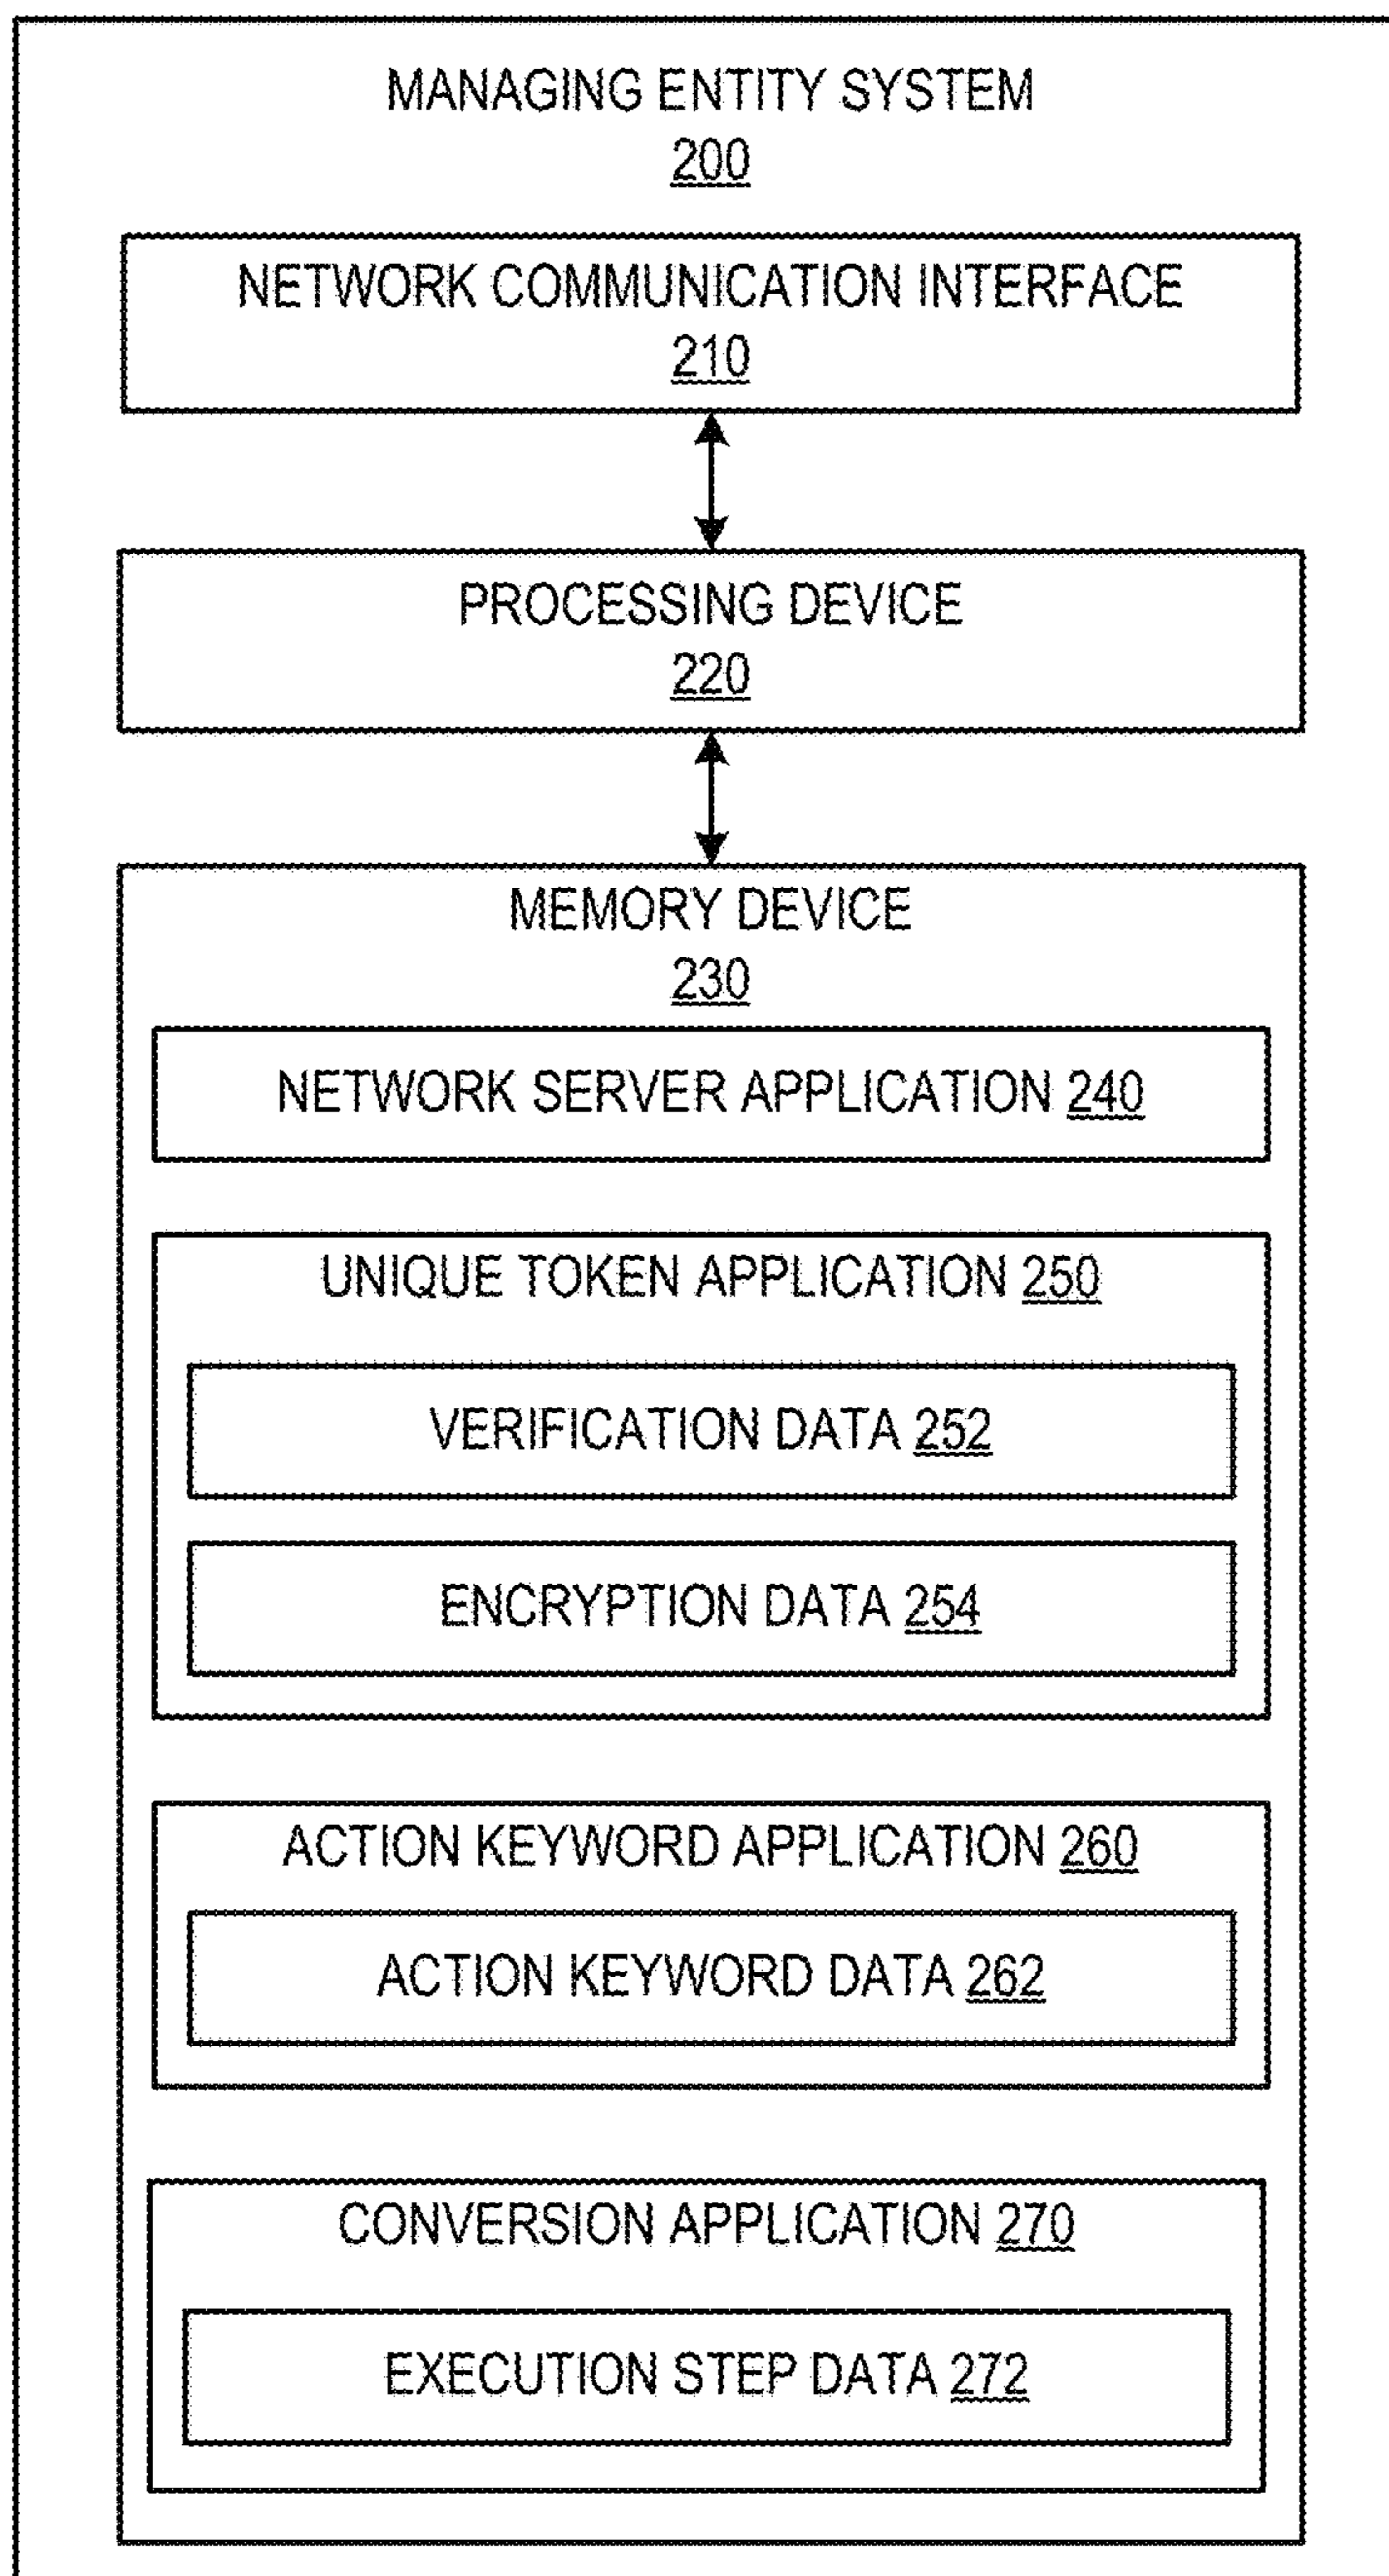 MANAGING ENTITY SYSTEM
200
NETWORK COMMUNICATION INTERFACE
210
PROCESSING DEVICE
220
MEMORY DEVICE
230
NETWORK SERVER APPLICATION 240
UNIQUE TOKEN APPLICATION 250
VERIFICATION DATA 252
ENCRYPTION DATA 254
ACTION KEYWORD APPLICATION 260
ACTION KEYWORD DATA 262
CONVERSION APPLICATION 270
EXECUTION STEP DATA 272